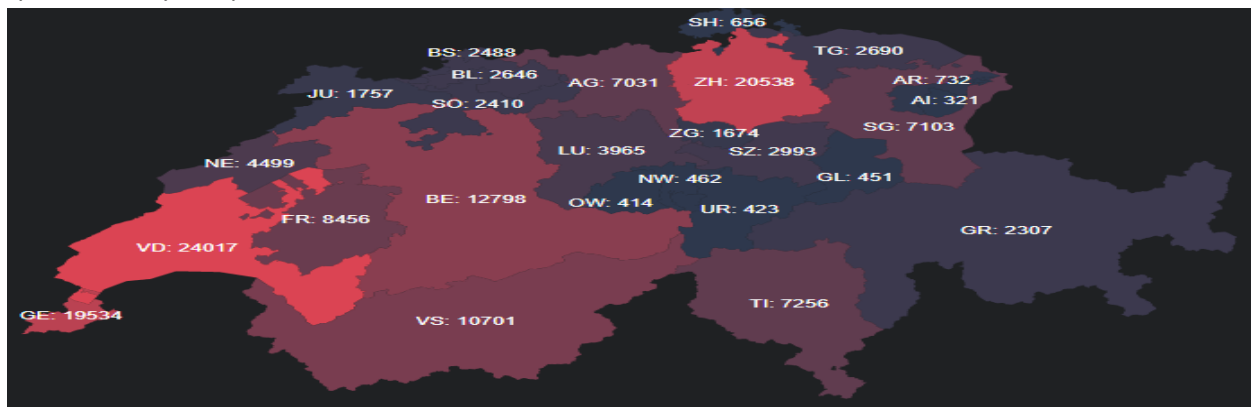 SH: 656
BS: 2488
TG: 2690
BL: 2646
AG: 7031
ZH: 20538
AR: 732
JU: 1757
AI: 321
SO: 2410
ZG: 1674
SG: 7103
NE: 4499
LU: 3965
SZ: 2993
NW: 462
GL: 451
BE: 12798
OW: 414
UR: 423
FR: 8456
GR: 2307
VD: 24017
TI: 7256
GE: 19534
VS: 10701